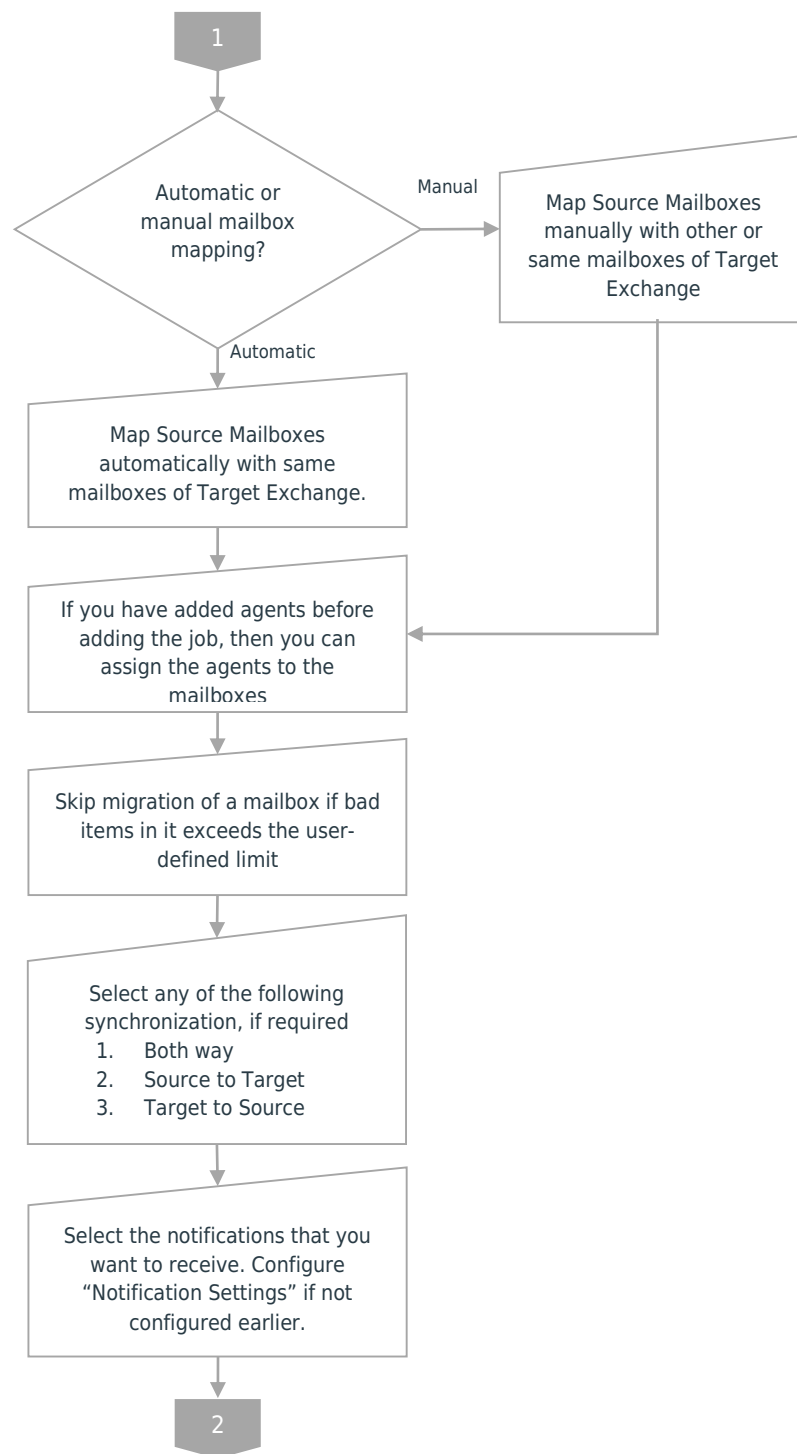 1
Automatic or
manual mailbox
mapping?
Manual
Map Source Mailboxes
manually with other or
same mailboxes of Target
Exchange
Automatic
Map Source Mailboxes
automatically with same
mailboxes of Target Exchange.
If you have added agents before
adding the job, then you can
assign the agents to the
mailboxes
Skip migration of a mailbox if bad
items in it exceeds the user-
defined limit
Select any of the following
synchronization, if required
1. Both way
2. Source to Target
3. Target to Source
Select the notifications that you
want to receive. Configure
“Notification Settings” if not
configured earlier.
2